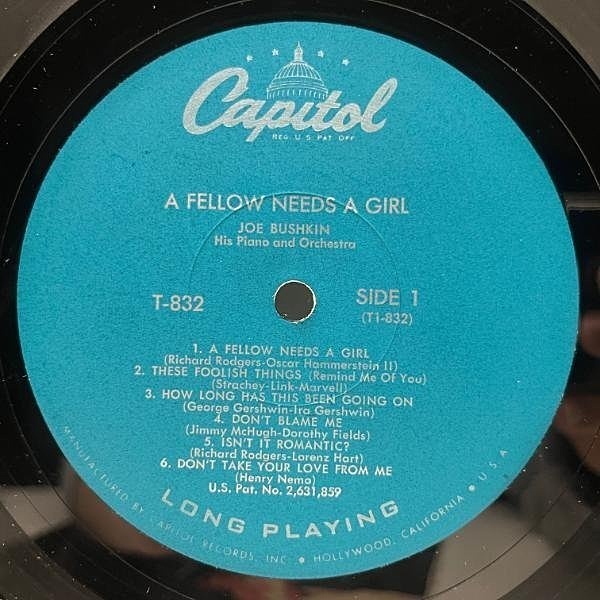 Capitol
REG. U.S. PAT. OFF.
A FELLOW NEEDS A GIRL
JOE BUSHKIN
His Piano and Orchestra
T-832
SIDE 1
(T1-832)
1. A FELLOW NEEDS A GIRL
(Richard Rodgers-Oscar Hammerstein II)
2. THESE FOOLISH THINGS (Remind Me Of You)
(Strachey-Link-Marvell)
3. HOW LONG HAS THIS BEEN GOING ON
(George Gershwin-Ira Gershwin)
4. DON'T BLAME ME
(Jimmy McHugh-Dorothy Fields)
5. ISN'T IT ROMANTIC?
(Richard Rodgers-Lorenz Hart)
6. DON'T TAKE YOUR LOVE FROM ME
(Henry Nemo)
U.S. Pat. No. 2,631,859
LONG PLAYING
MANUFACTURED BY CAPITOL RECORDS, INC. • HOLLYWOOD, CALIFORNIA • U.S.A.